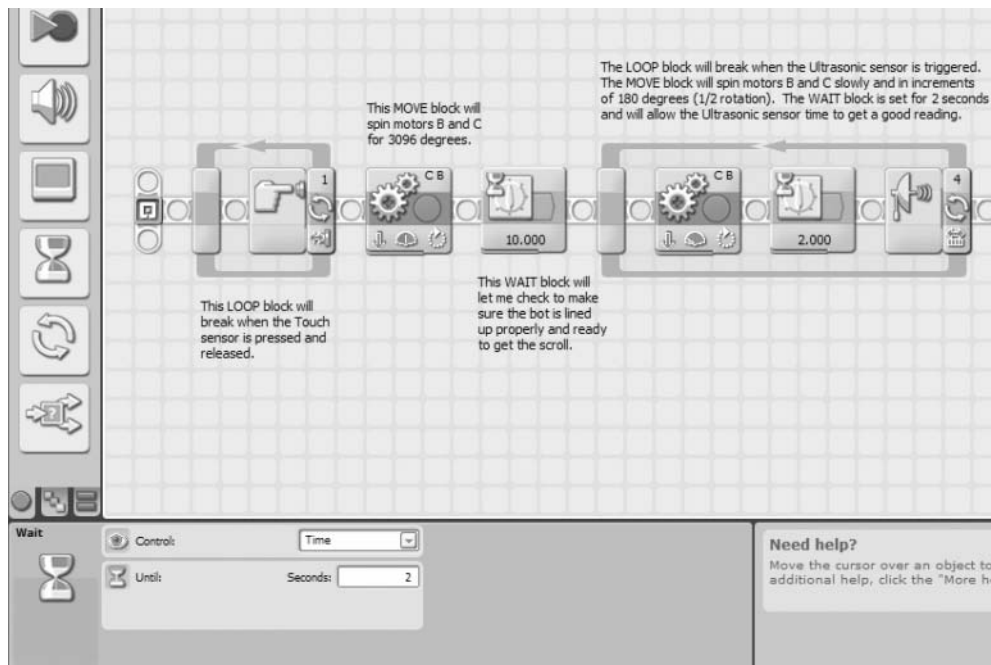 The LOOP block will break when the Ultrasonic sensor is triggered.
The MOVE block will spin motors B and C slowly and in increments
of 180 degrees (1/2 rotation). The WAIT block is set for 2 seconds
and will allow the Ultrasonic sensor time to get a good reading.
This MOVE block will
spin motors B and C
for 3096 degrees.
1
C B
C B
4
10.000
2.000
This LOOP block will
break when the Touch
sensor is pressed and
released.
This WAIT block will
let me check to make
sure the bot is lined
up properly and ready
to get the scroll.
Wait
Control:
Time
Until:
Seconds:
2
Need help?
Move the cursor over an object to
additional help, click the "More h